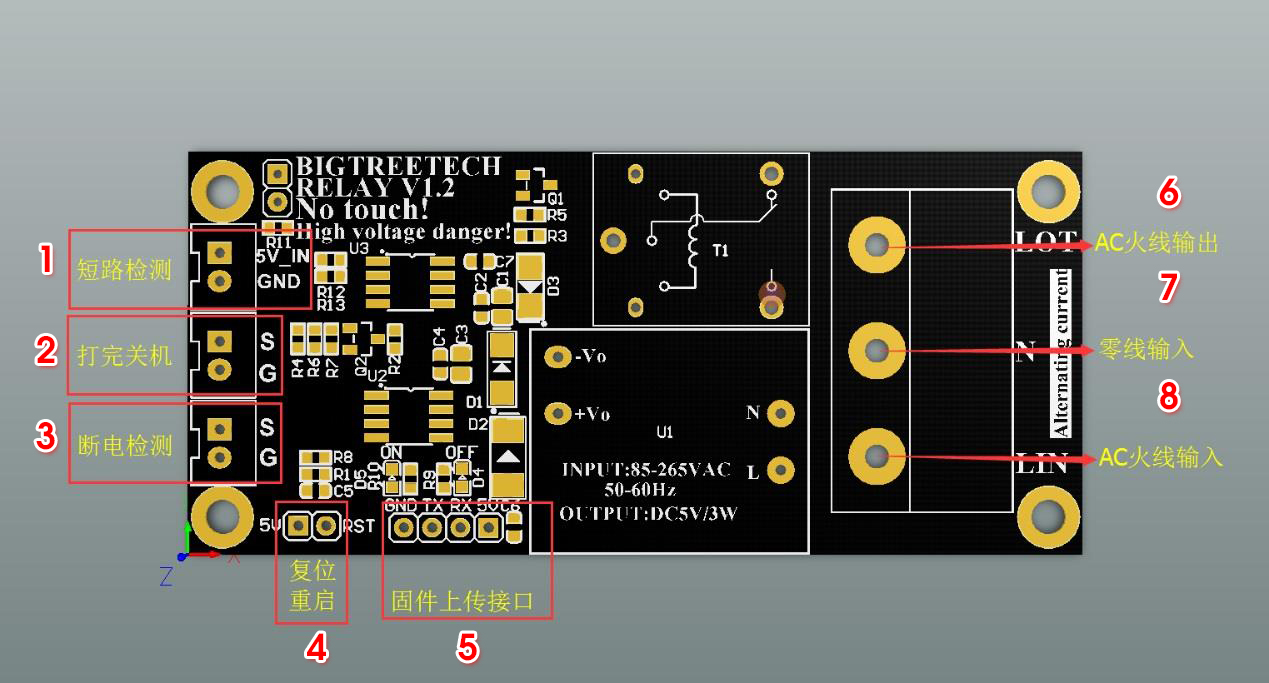 BIGTREETECH
RELAY V1.2
No touch!
High voltage danger!
Q1
R5
R3
R11
U3
1
短路检测
5V_IN
GND
R12
R13
C7
C2
C1
D3
T1
6
LOT
AC火线输出
7
Alternating current
2
打完关机
S
G
R4
R6
R7
Q2
R2
C4
C3
U2
D1
-Vo
N
零线输入
8
3
断电检测
S
G
D2
+Vo
N
U1
R8
R1
C5
ON
OFF
D5
R10
R9
D4
INPUT:85-265VAC
L
50-60Hz
OUTPUT:DC5V/3W
LIN
AC火线输入
5V
RST
GND TX RX 5V
C6
Z
X
复位
重启
固件上传接口
4
5